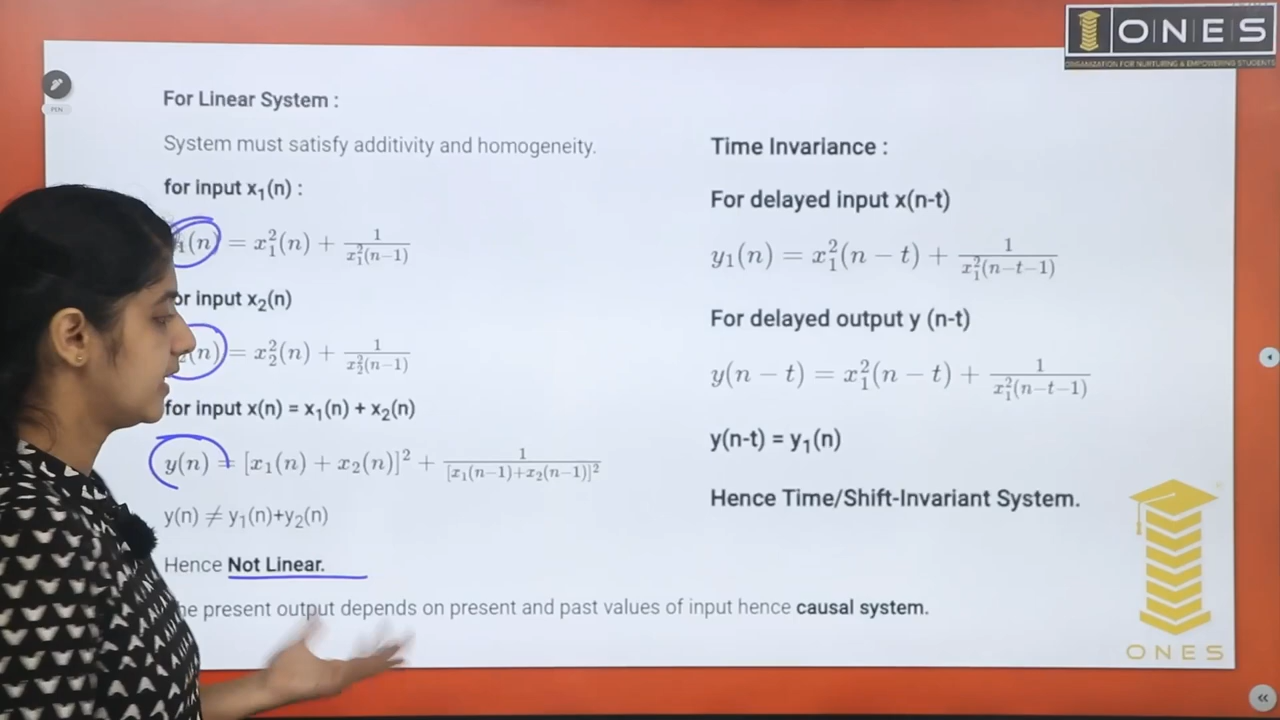 ONES
ORGANIZATION FOR NURTURING & EMPOWERING STUDENTS
PEN
For Linear System :
System must satisfy additivity and homogeneity.
for input x₁(n) :
₁(n) = x₁²(n) + 1/x₁²(n−1)
or input x₂(n)
₂(n) = x₂²(n) + 1/x₂²(n−1)
for input x(n) = x₁(n) + x₂(n)
y(n) = [x₁(n) + x₂(n)]² + 1/[x₁(n−1)+x₂(n−1)]²
y(n) ≠ y₁(n)+y₂(n)
Hence Not Linear.
he present output depends on present and past values of input hence causal system.
Time Invariance :
For delayed input x(n-t)
y₁(n) = x₁²(n − t) + 1/x₁²(n−t−1)
For delayed output y (n-t)
y(n − t) = x₁²(n − t) + 1/x₁²(n−t−1)
y(n-t) = y₁(n)
Hence Time/Shift-Invariant System.
ONES